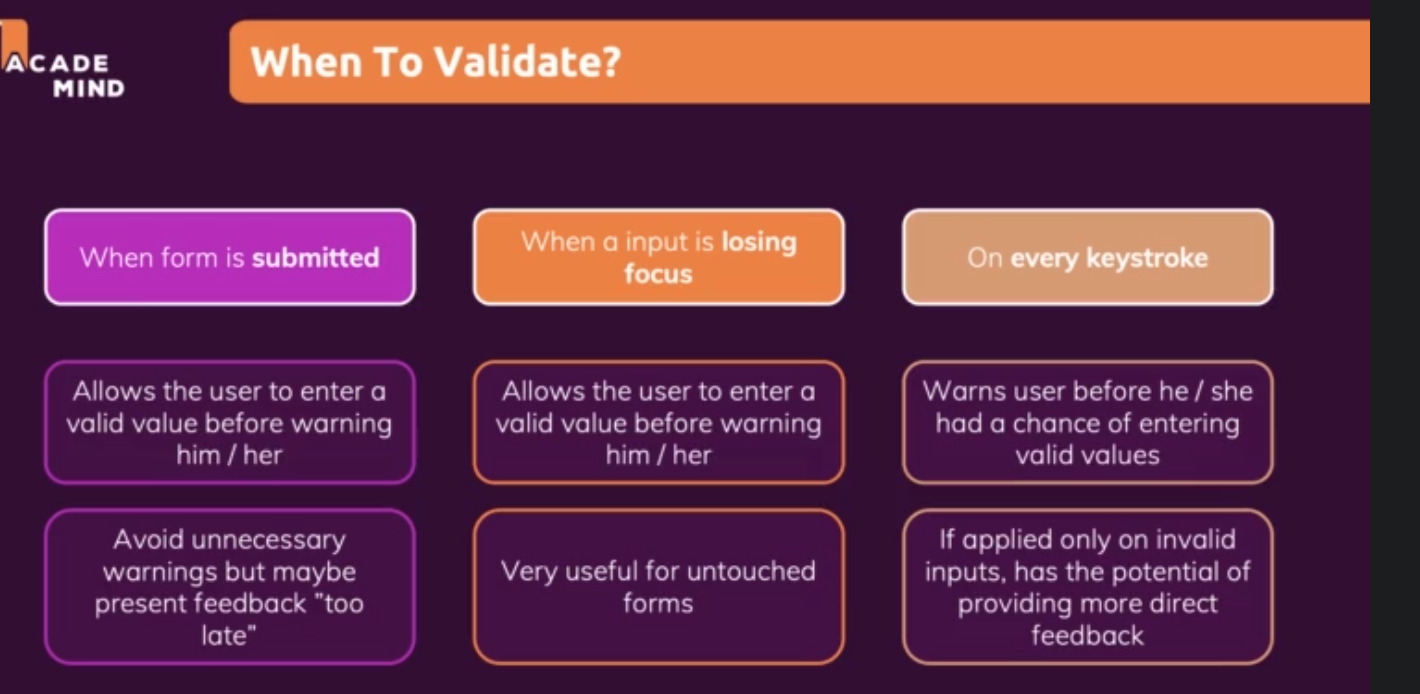 ACADE
MIND
When To Validate?
When form is submitted
When a input is losing
focus
On every keystroke
Allows the user to enter a
valid value before warning
him / her
Allows the user to enter a
valid value before warning
him / her
Warns user before he / she
had a chance of entering
valid values
Avoid unnecessary
warnings but maybe
present feedback ”too
late”
Very useful for untouched
forms
If applied only on invalid
inputs, has the potential of
providing more direct
feedback